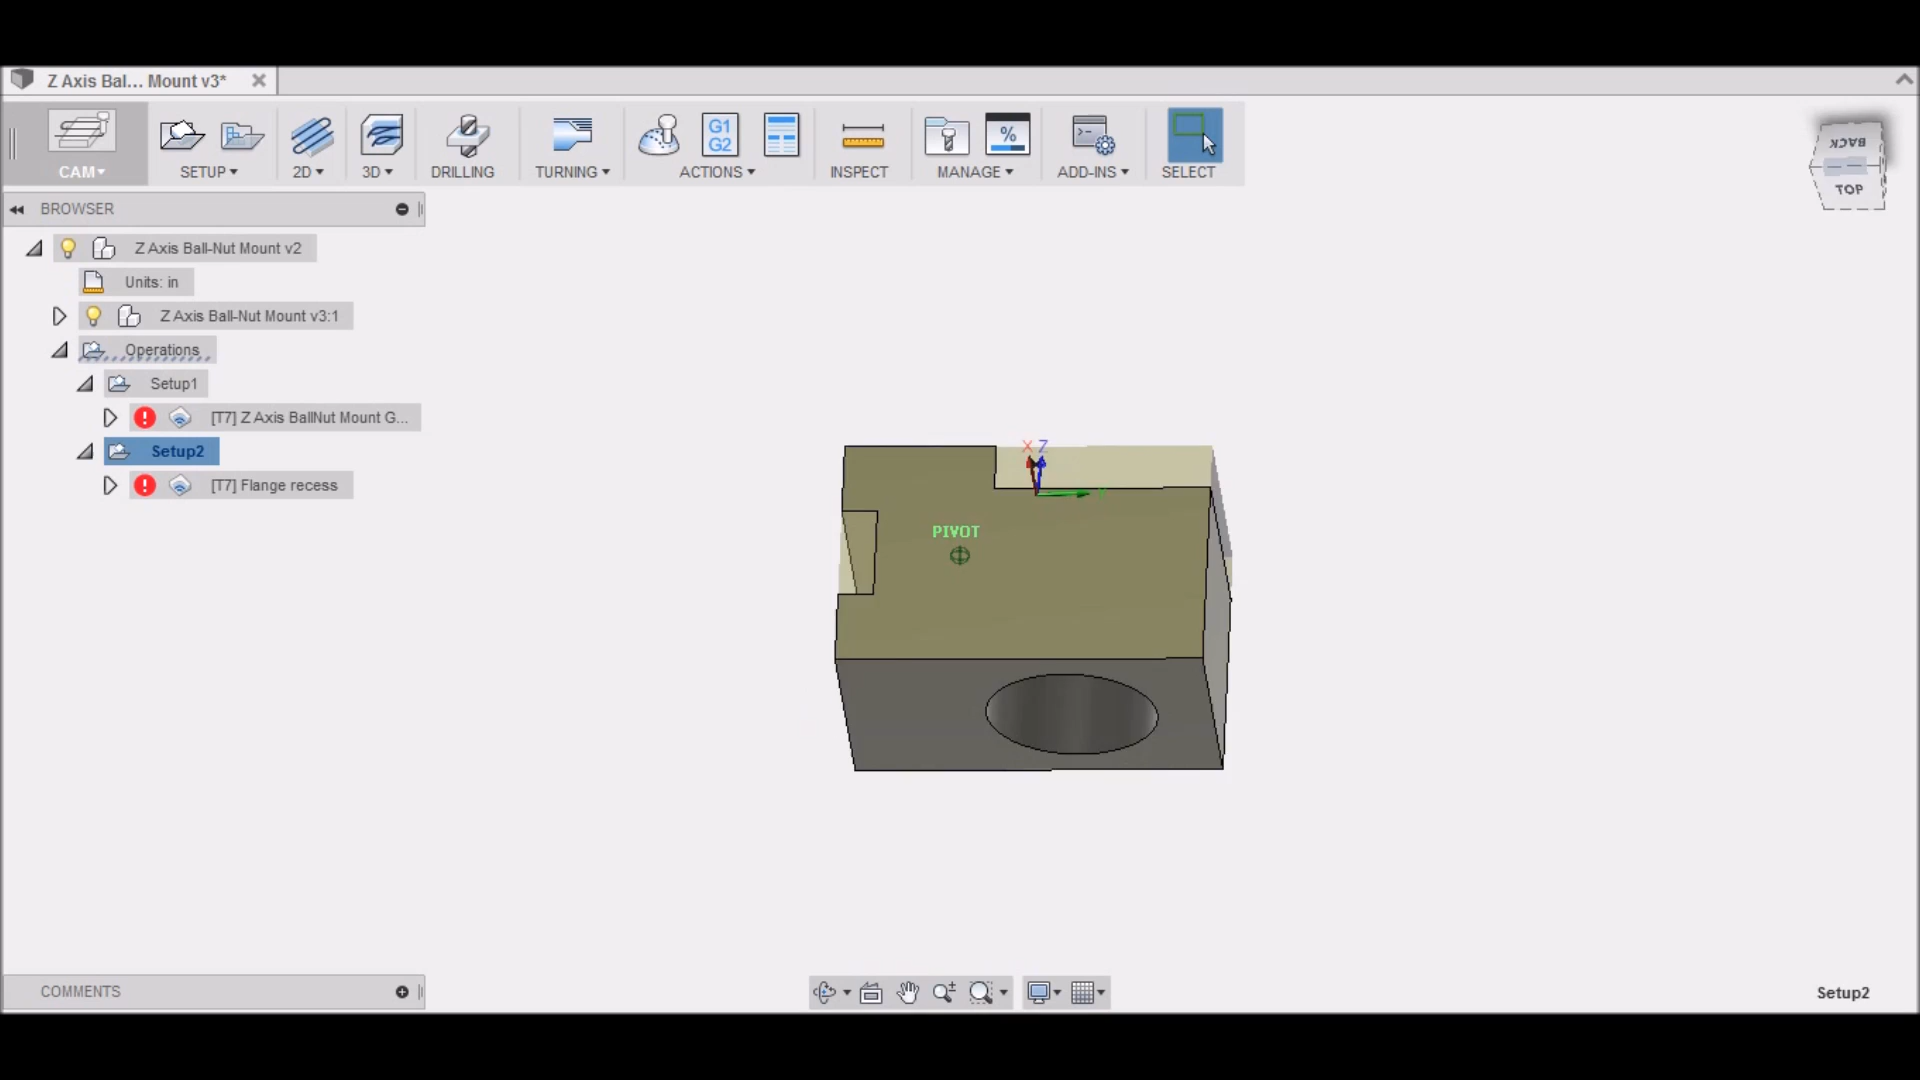 Z Axis Bal... Mount v3*
CAM
SETUP
2D
3D
DRILLING
TURNING
G1
G2
ACTIONS
INSPECT
%
MANAGE
ADD-INS
SELECT
BACK
TOP
BROWSER
Z Axis Ball-Nut Mount v2
Units: in
Z Axis Ball-Nut Mount v3:1
Operations
Setup1
[T7] Z Axis BallNut Mount G...
Setup2
[T7] Flange recess
X Z
Y
PIVOT
COMMENTS
Setup2